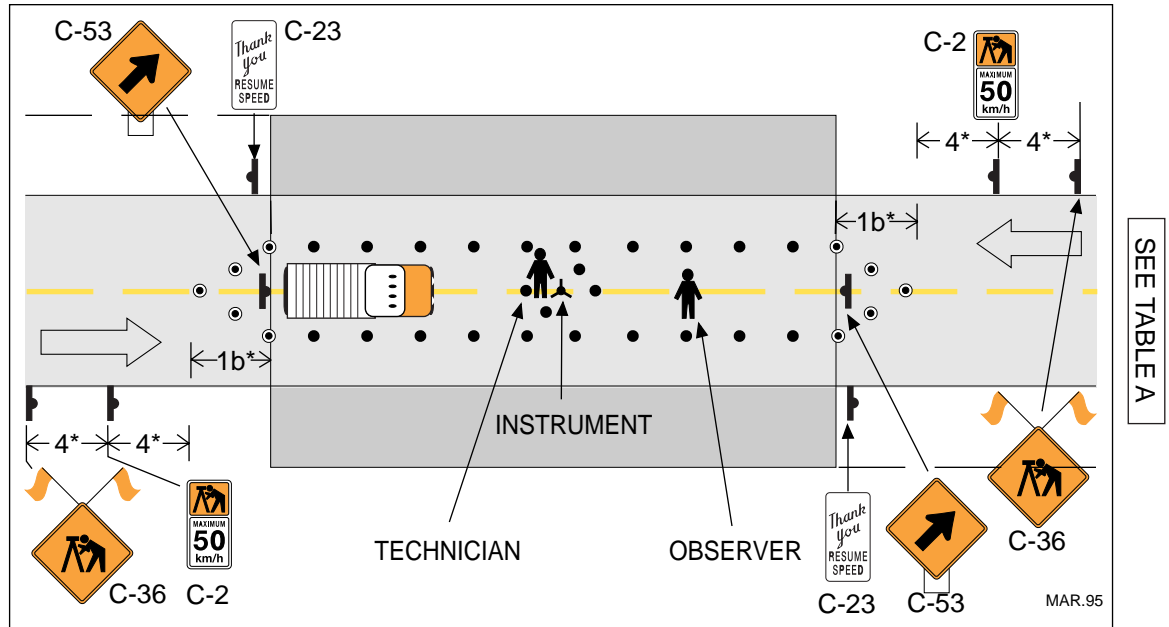 C-53
C-23
Thank
you
RESUME
SPEED
C-2
MAXIMUM
50
km/h
4*
4*
1b*
SEE TABLE A
1b*
INSTRUMENT
4*
4*
MAXIMUM
50
km/h
TECHNICIAN
OBSERVER
Thank
you
RESUME
SPEED
C-36
C-36
C-2
C-23
C-53
MAR.95